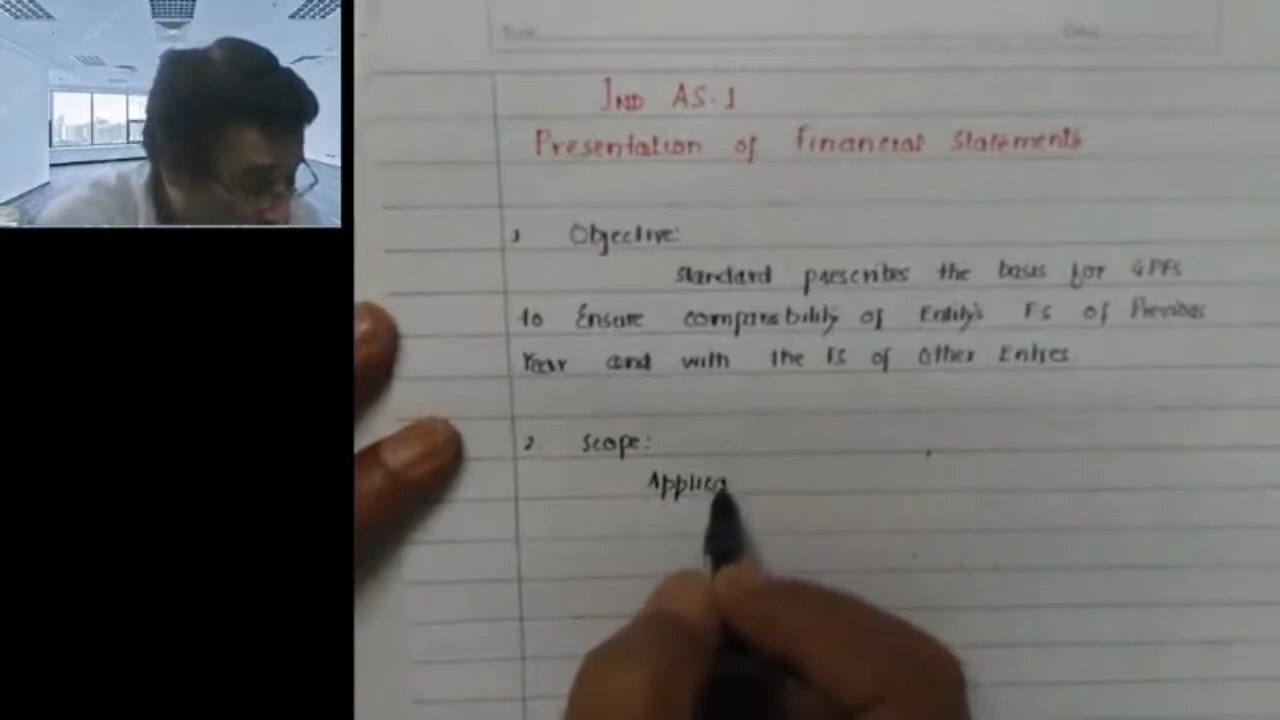 IND AS.1
Presentation of Financial Statements
1 Objective:
Standard prescribes the basis for GPFS
to Ensure comparability of Entity's FS of Previous
Year and with the FS of Other Entires
2 Scope:
Applica